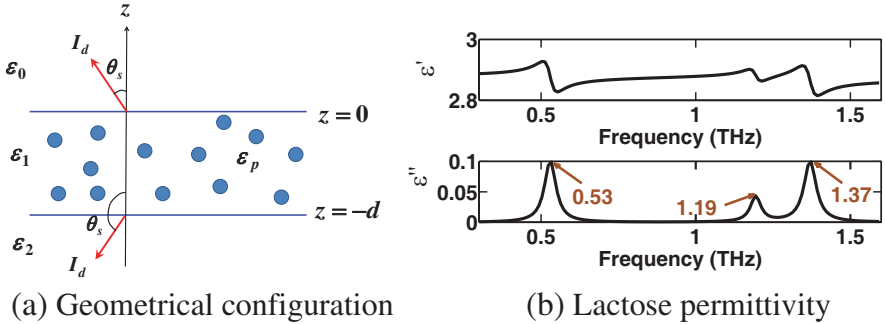 z
I_d
θ_s
ε_0
z = 0
ε_1
ε_p
z = −d
θ_s
ε_2
I_d
(a) Geometrical configuration
3
ε'
2.8
0.5
1
1.5
Frequency (THz)
0.1
ε''
0.05
0
0.53
1.19
1.37
0.5
1
1.5
Frequency (THz)
(b) Lactose permittivity